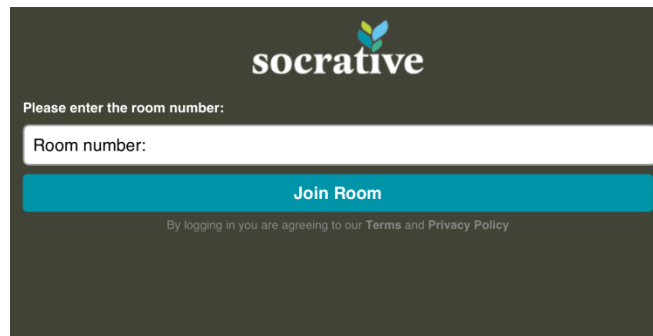 socrative
Please enter the room number:
Room number:
Join Room
By logging in you are agreeing to our Terms and Privacy Policy